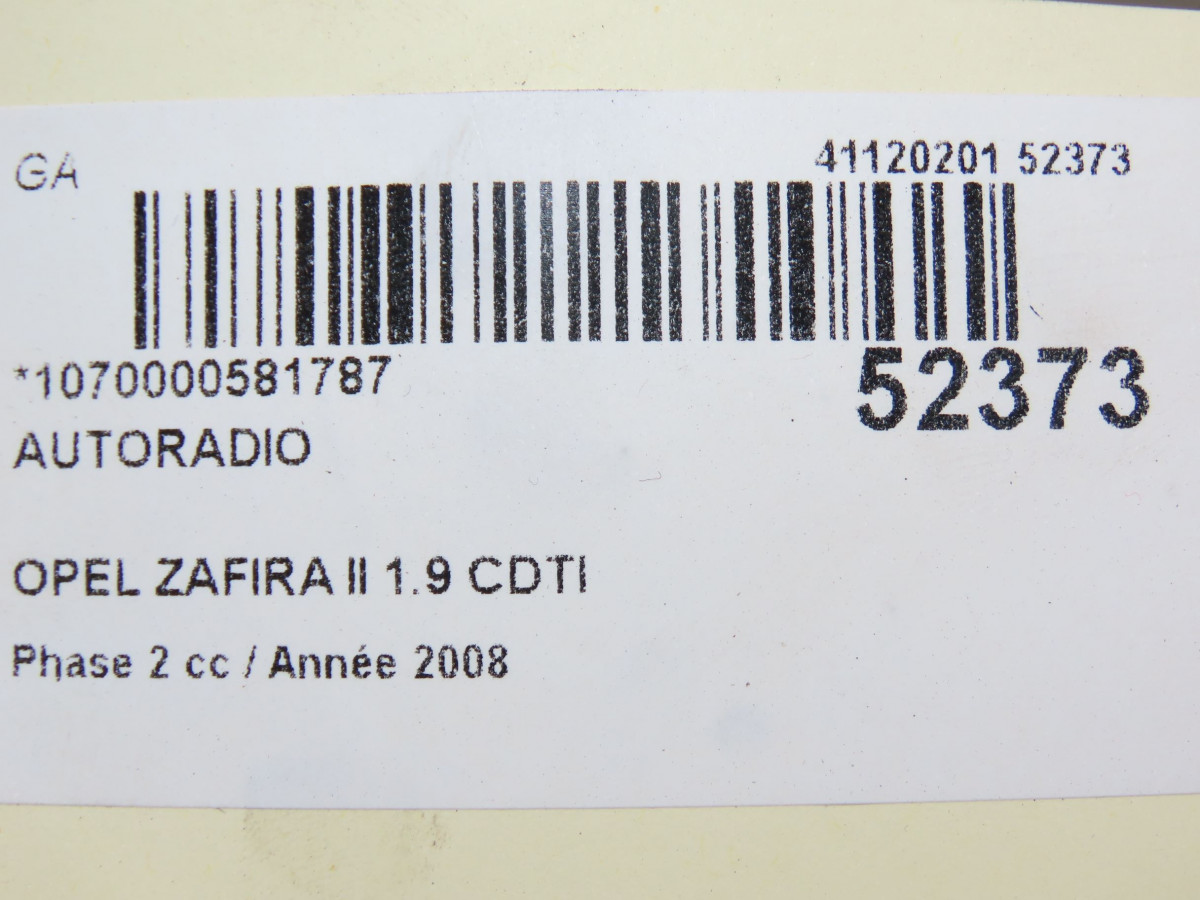 GA
41120201 52373
*1070000581787
52373
AUTORADIO
OPEL ZAFIRA II 1.9 CDTI
Phase 2 cc / Année 2008